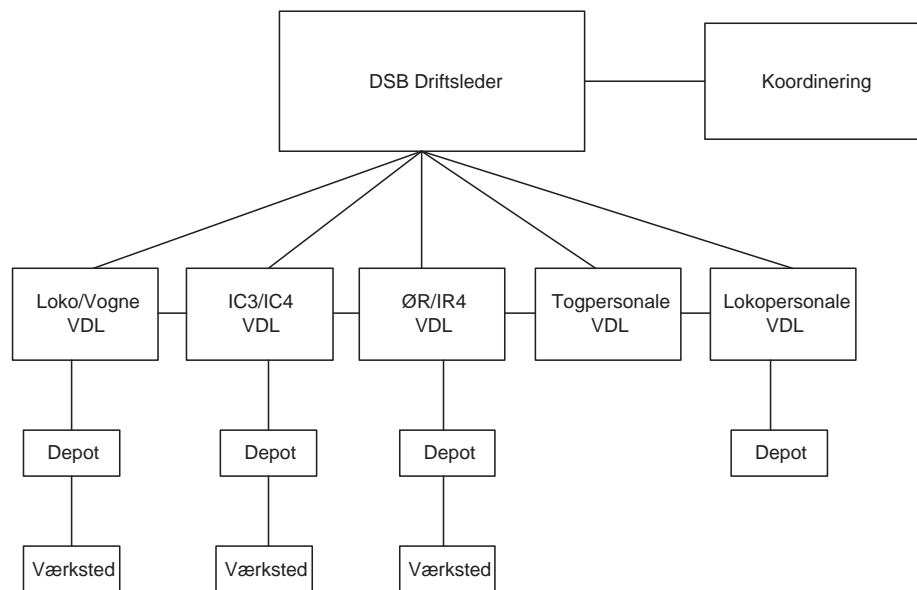 DSB Driftsleder
Koordinering
Loko/Vogne
VDL
IC3/IC4
VDL
ØR/IR4
VDL
Togpersonale
VDL
Lokopersonale
VDL
Depot
Depot
Depot
Depot
Værksted
Værksted
Værksted